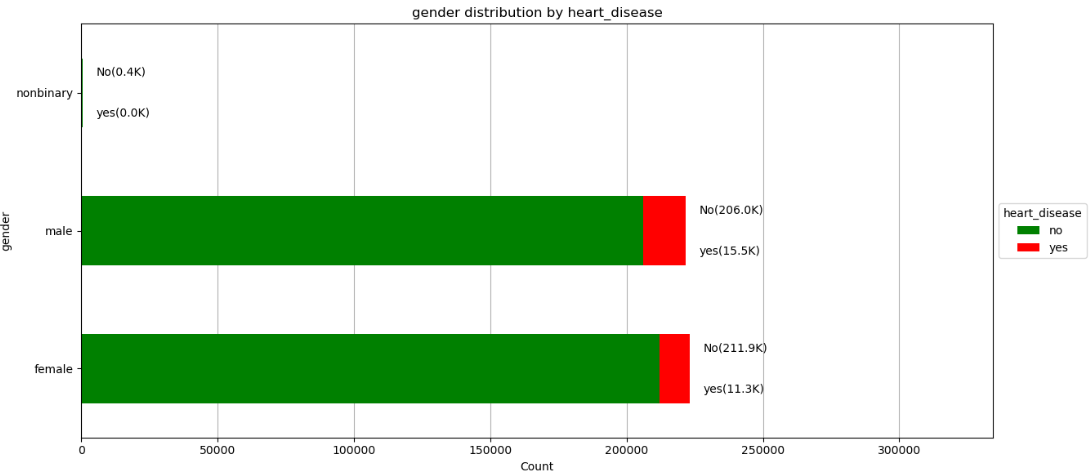 gender distribution by heart_disease
nonbinary
No(0.4K)
yes(0.0K)
male
No(206.0K)
yes(15.5K)
female
No(211.9K)
yes(11.3K)
gender
0
50000
100000
150000
200000
250000
300000
Count
heart_disease
no
yes